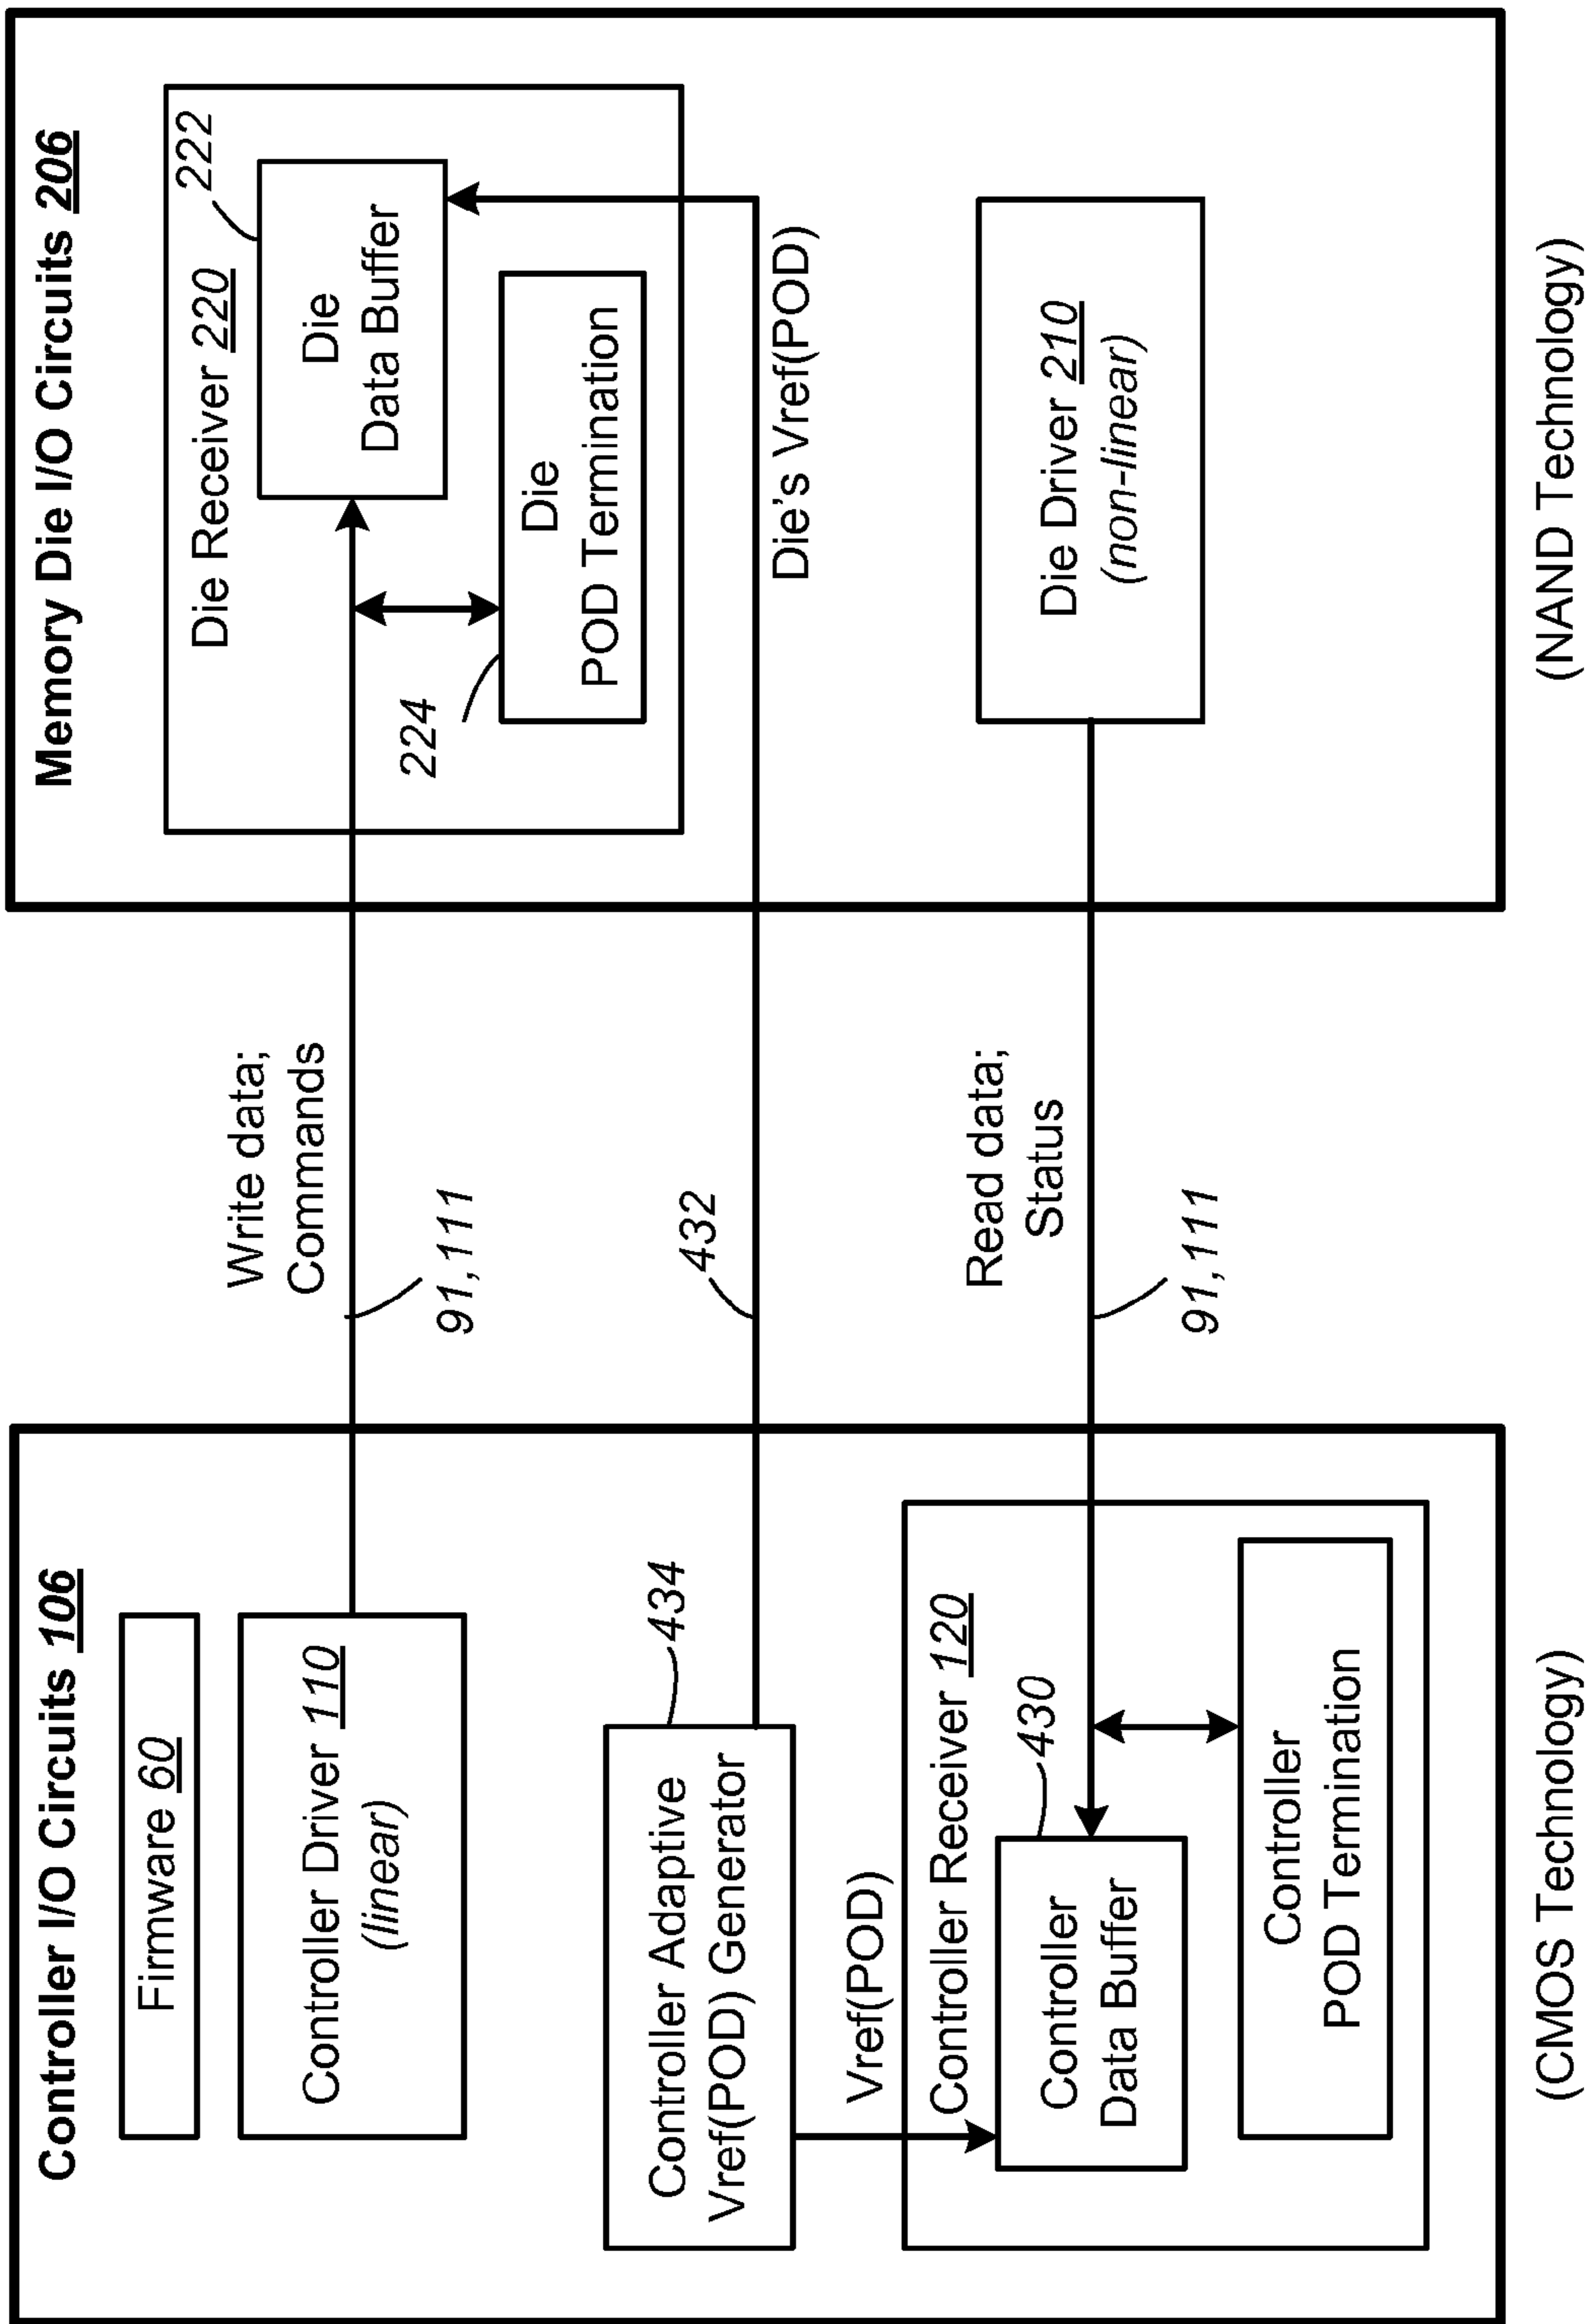 Controller I/O Circuits 106
Firmware 60
Controller Driver 110
(linear)
Controller Adaptive
Vref(POD) Generator
434
Vref(POD)
Controller Receiver 120
430
Controller
Data Buffer
Controller
POD Termination
(CMOS Technology)
Write data;
Commands
91,111
432
Read data;
Status
91,111
Memory Die I/O Circuits 206
Die Receiver 220
222
Die
Data Buffer
224
Die
POD Termination
Die's Vref(POD)
Die Driver 210
(non-linear)
(NAND Technology)